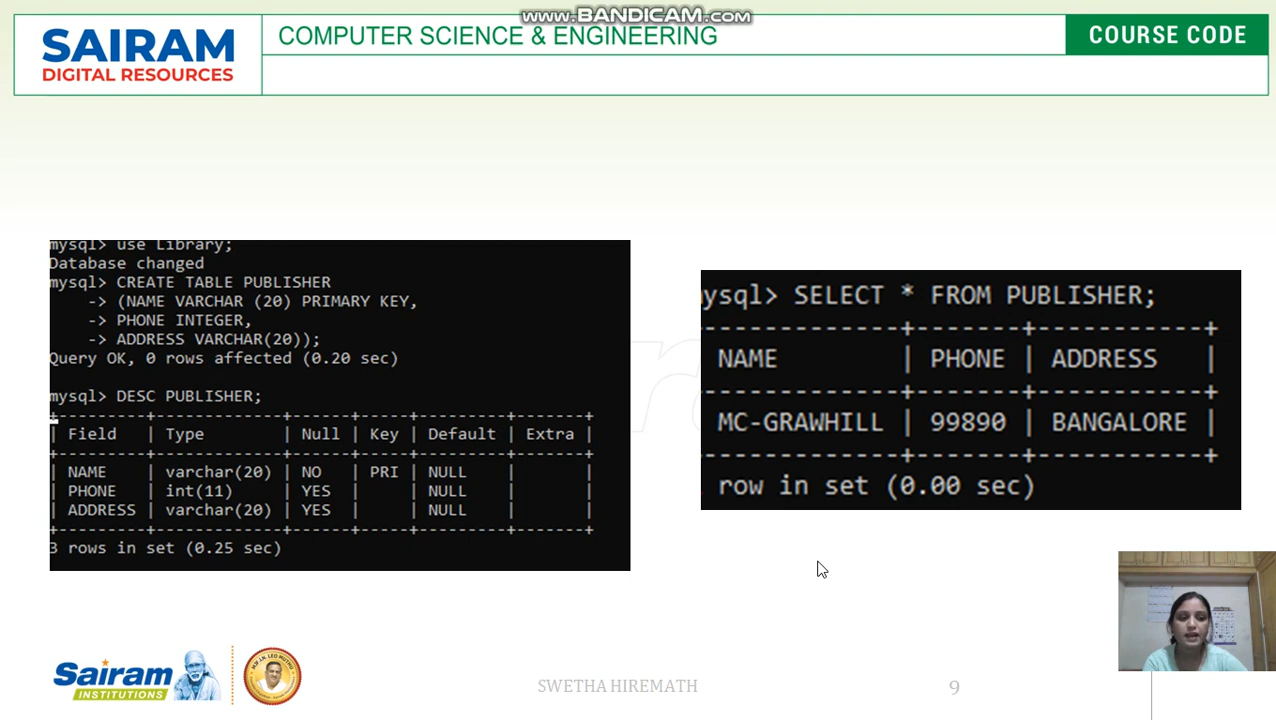 www.BANDICAM.com
SAIRAM
DIGITAL RESOURCES
COMPUTER SCIENCE & ENGINEERING
COURSE CODE
mysql> use Library;
Database changed
mysql> CREATE TABLE PUBLISHER
-> (NAME VARCHAR (20) PRIMARY KEY,
-> PHONE INTEGER,
-> ADDRESS VARCHAR(20));
Query OK, 0 rows affected (0.20 sec)
mysql> DESC PUBLISHER;
+---------+-------------+------+-----+---------+-------+
| Field | Type | Null | Key | Default | Extra |
+---------+-------------+------+-----+---------+-------+
| NAME | varchar(20) | NO | PRI | NULL | |
| PHONE | int(11) | YES | | NULL | |
| ADDRESS | varchar(20) | YES | | NULL | |
+---------+-------------+------+-----+---------+-------+
3 rows in set (0.25 sec)
mysql> SELECT * FROM PUBLISHER;
------------+-------+-----------+
NAME | PHONE | ADDRESS |
------------+-------+-----------+
MC-GRAWHILL | 99890 | BANGALORE |
------------+-------+-----------+
row in set (0.00 sec)
Sairam
INSTITUTIONS
SWETHA HIREMATH
9